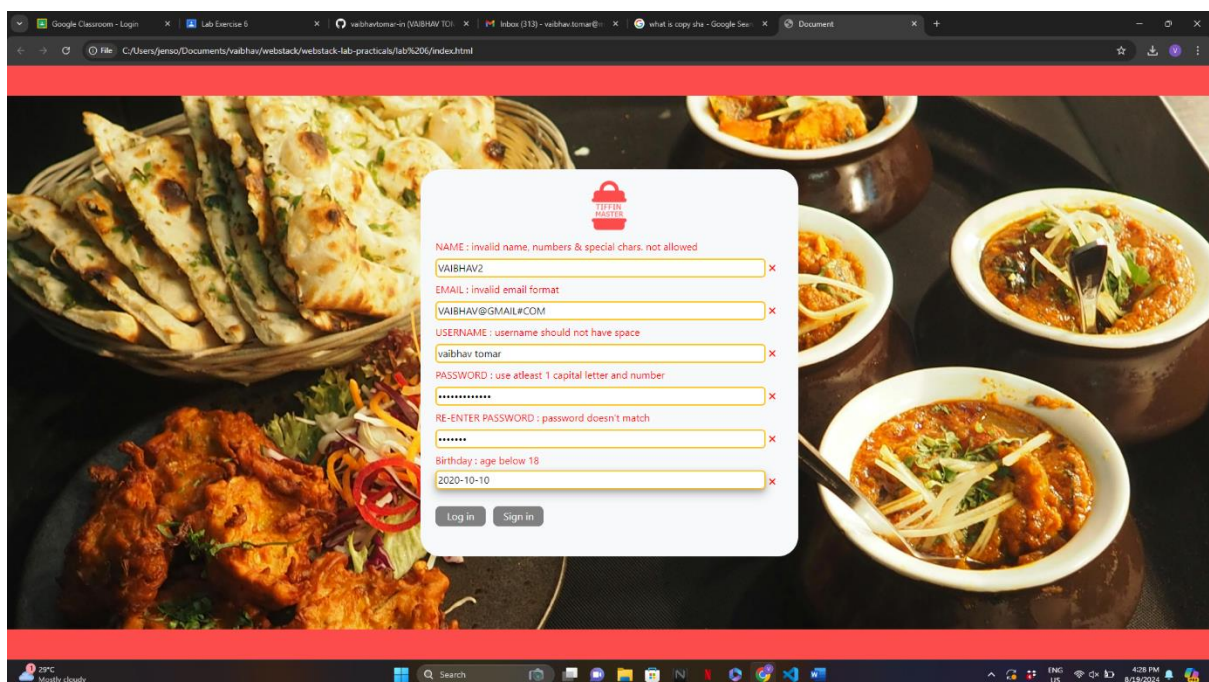 Google Classroom - Login
Lab Exercise 6
vaibhavtomar-in (VAIBHAV TO
Inbox (313) - vaibhav.tomar@
what is copy sha - Google Sear
Document
File C:/Users/jenso/Documents/vaibhav/webstack/webstack-lab-practicals/lab%206/index.html
V
TIFFIN
MASTER
NAME : invalid name, numbers & special chars. not allowed
VAIBHAV2
EMAIL : invalid email format
VAIBHAV@GMAIL#COM
USERNAME : username should not have space
vaibhav tomar
PASSWORD : use atleast 1 capital letter and number
•••••••••••••
RE-ENTER PASSWORD : password doesn't match
•••••••
Birthday : age below 18
2020-10-10
Log in Sign in
1 29°C
Mostly cloudy
Search
ENG
US
4:28 PM
8/19/2024